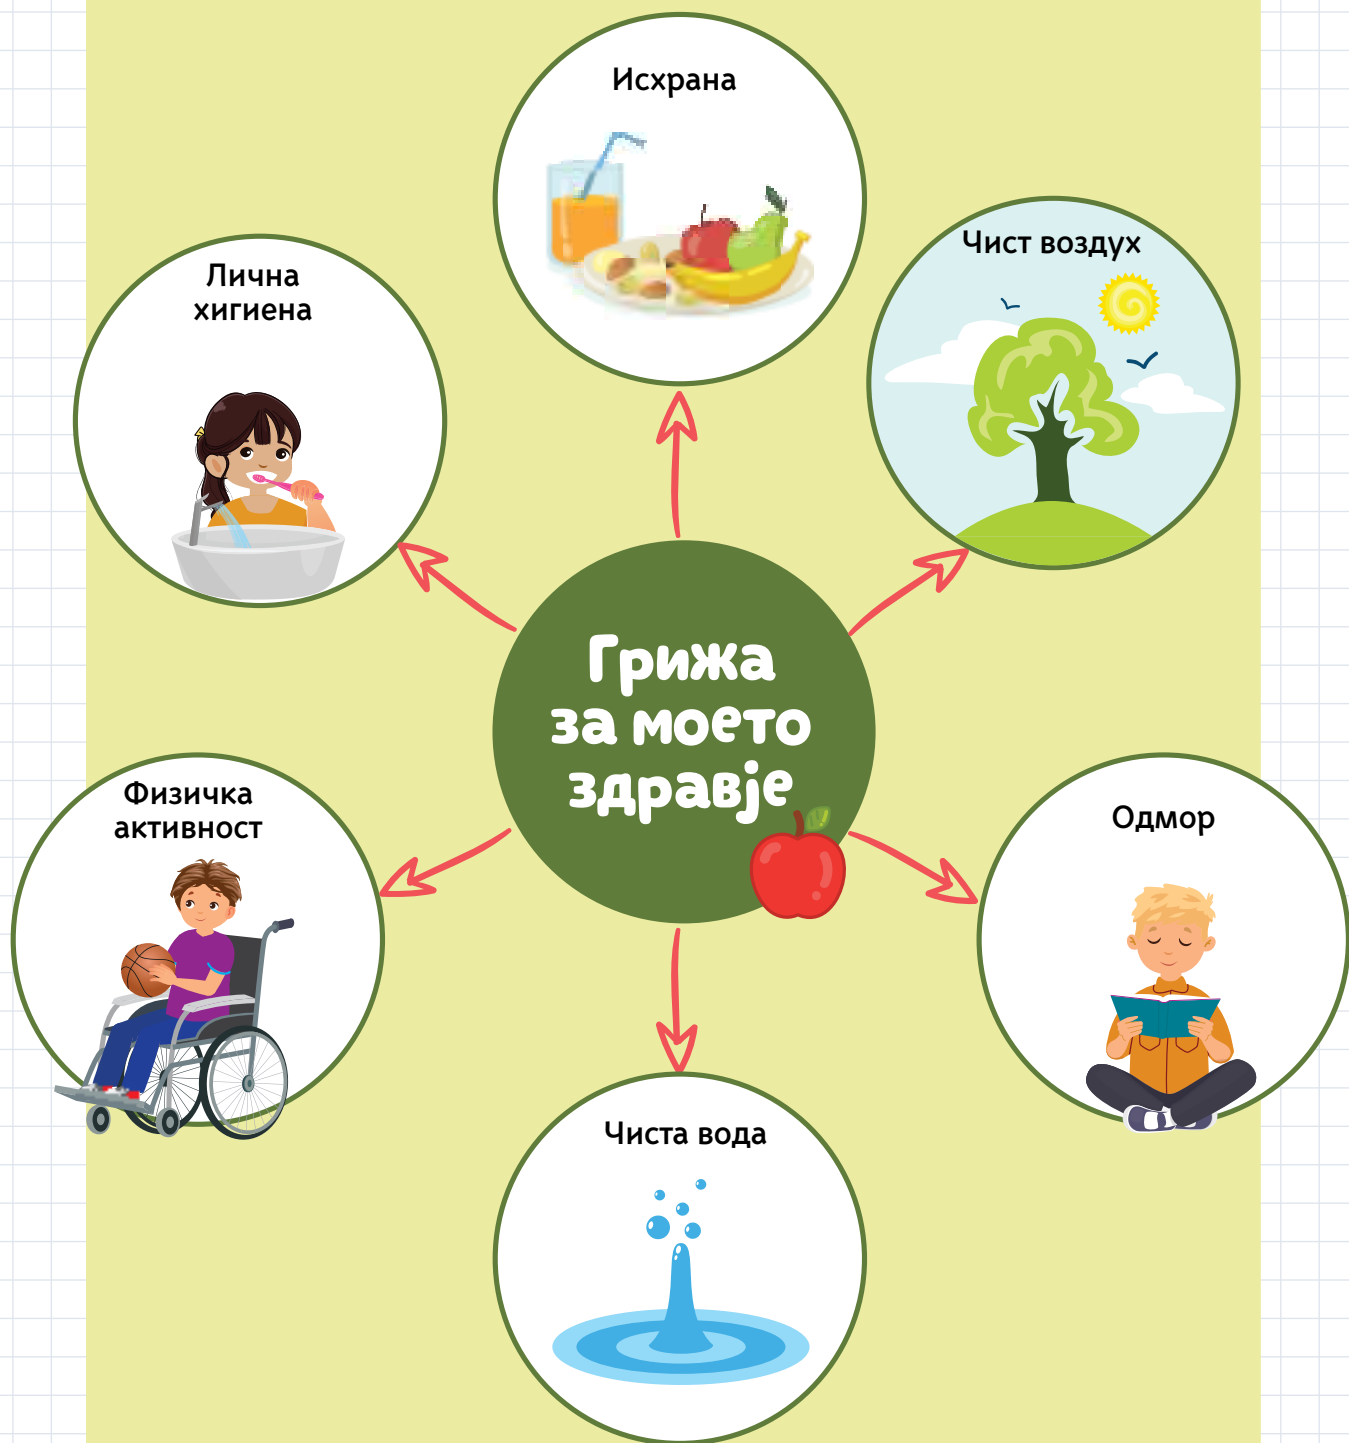 Исхрана
Чист воздух
Лична
хигиена
Грижа
за моето
здравје
Физичка
активност
Одмор
Чиста вода